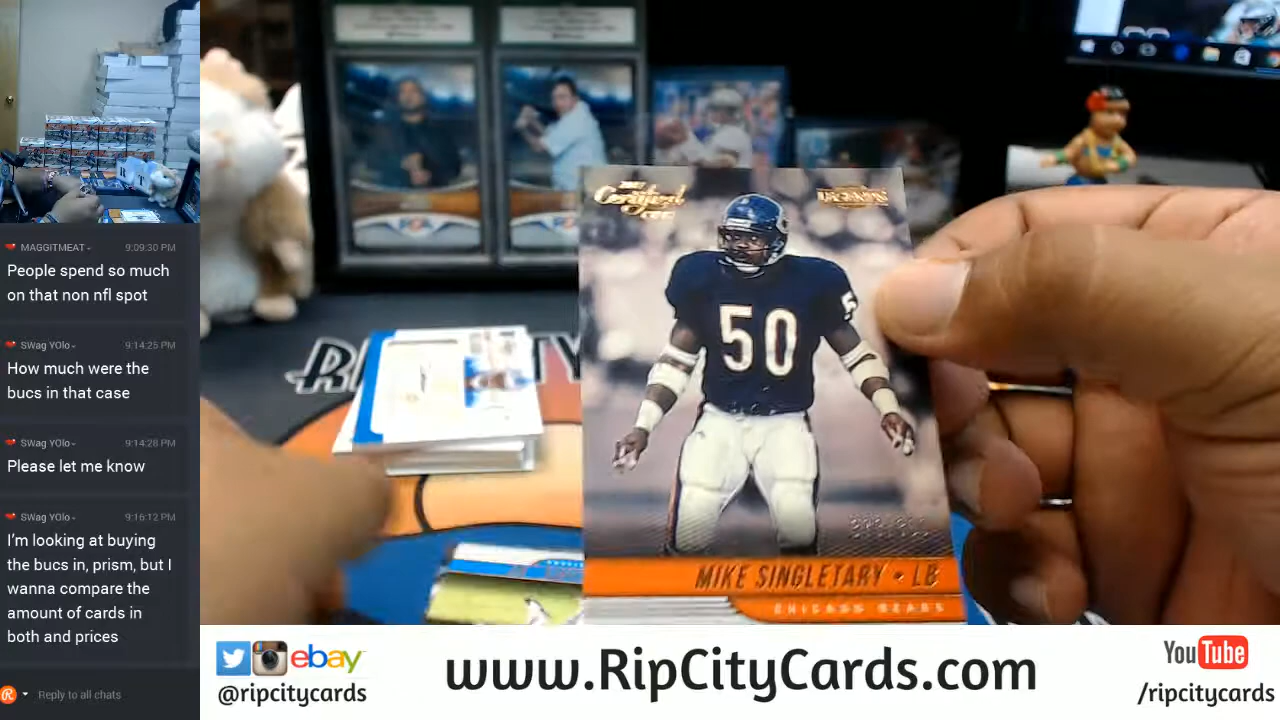 MAGGITMEAT
9:09:30 PM
People spend so much
on that non nfl spot
SWag YOlo
9:14:25 PM
How much were the
bucs in that case
SWag YOlo
9:14:28 PM
Please let me know
SWag YOlo
9:16:12 PM
I'm looking at buying
the bucs in, prism, but I
wanna compare the
amount of cards in
both and prices
Reply to all chats
Certified
50
5
MIKE SINGLETARY • LB
CHICAGO BEARS
ebay
@ripcitycards
www.RipCityCards.com
YouTube
/ripcitycards